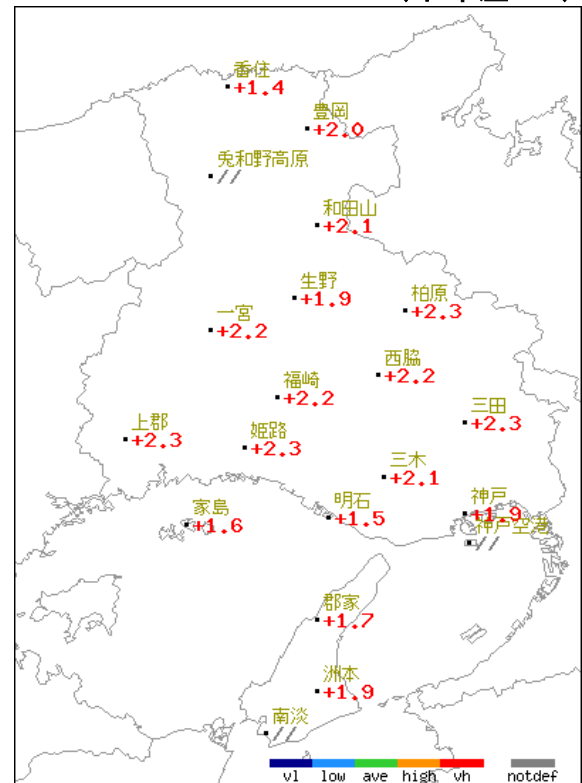 香住
+1.4
豊岡
+2.0
兎和野高原
//
和田山
+2.1
生野
+1.9
柏原
+2.3
一宮
+2.2
西脇
+2.2
福崎
+2.2
三田
+2.3
上郡
+2.3
姫路
+2.3
三木
+2.1
神戸
+1.9
家島
+1.6
明石
+1.5
神戸空港
//
郡家
+1.7
洲本
+1.9
南淡
//
vl low ave high vh notdef